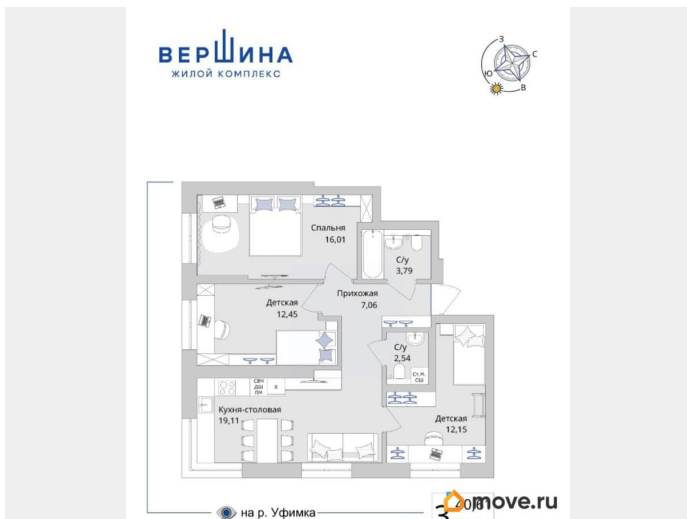 ВЕРШИНА
ЖИЛОЙ КОМПЛЕКС
З
С
Ю
В
Спальня
16,01
С/у
3,79
Детская
12,45
Прихожая
7,06
С/у
2,54
Ст.М.
СШ
СВЧ
ДШ
ПМ
Х
Кухня-столовая
19,11
Детская
12,15
на р. Уфимка
move.ru